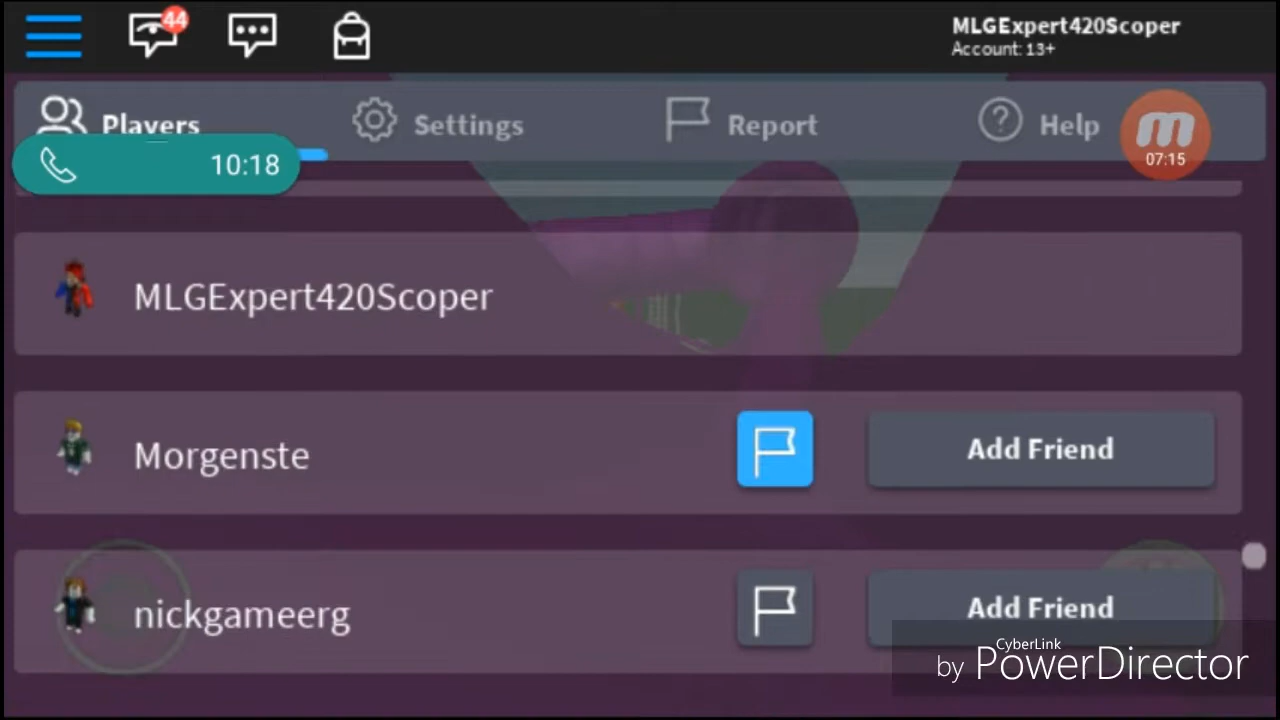 44
MLGExpert420Scoper
Account: 13+
Players
Settings
Report
Help
10:18
m
07:15
MLGExpert420Scoper
Morgenste
Add Friend
nickgameerg
Add Friend
CyberLink
by PowerDirector